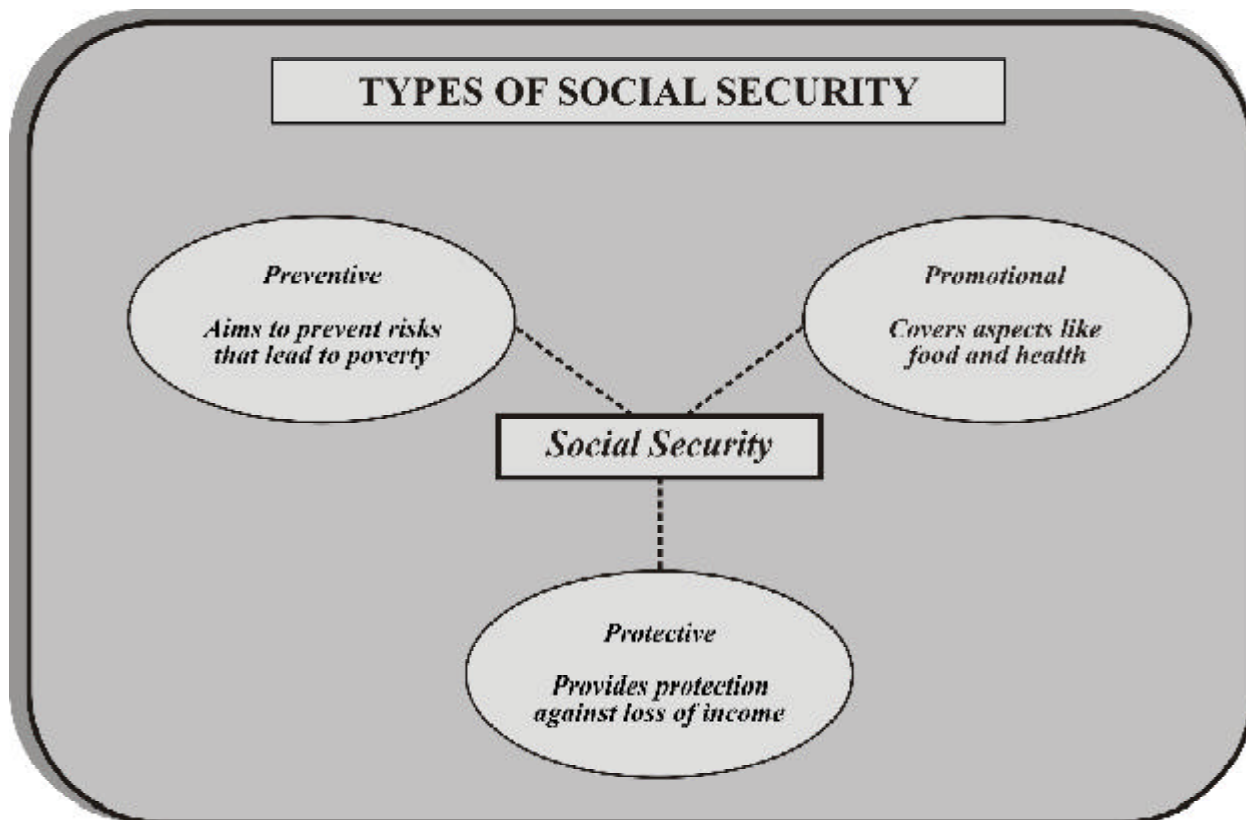 TYPES OF SOCIAL SECURITY
Preventive
Aims to prevent risks
that lead to poverty
Promotional
Covers aspects like
food and health
Social Security
Protective
Provides protection
against loss of income